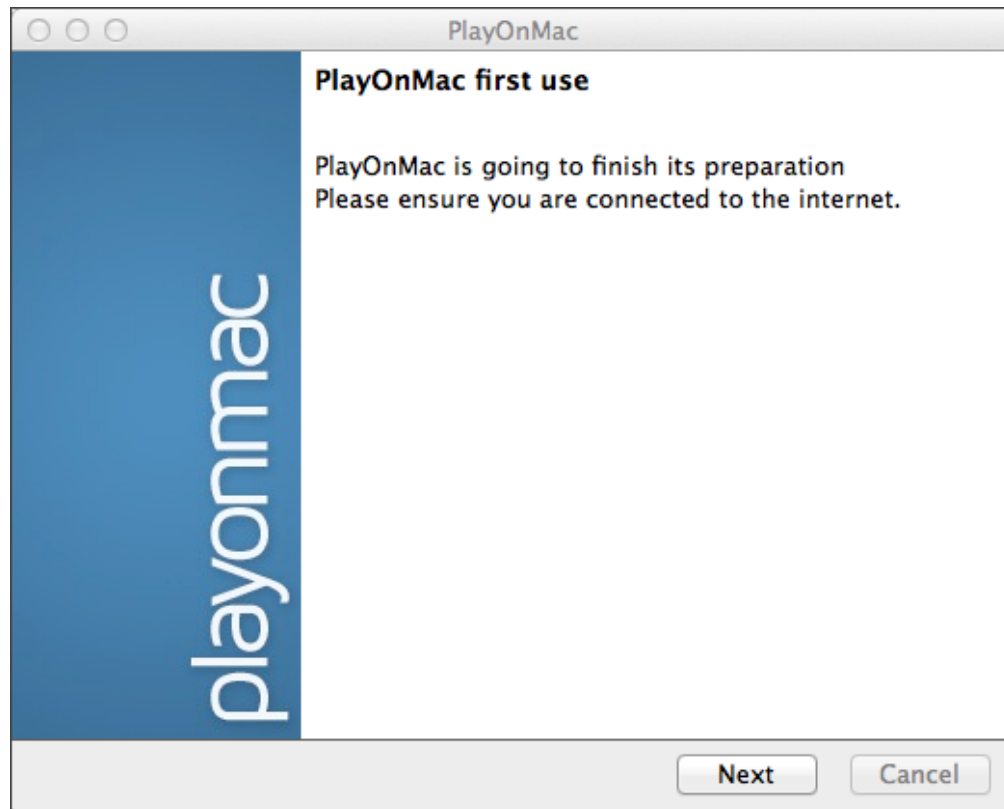 PlayOnMac
PlayOnMac first use
PlayOnMac is going to finish its preparation
Please ensure you are connected to the internet.
playonmac
Next
Cancel